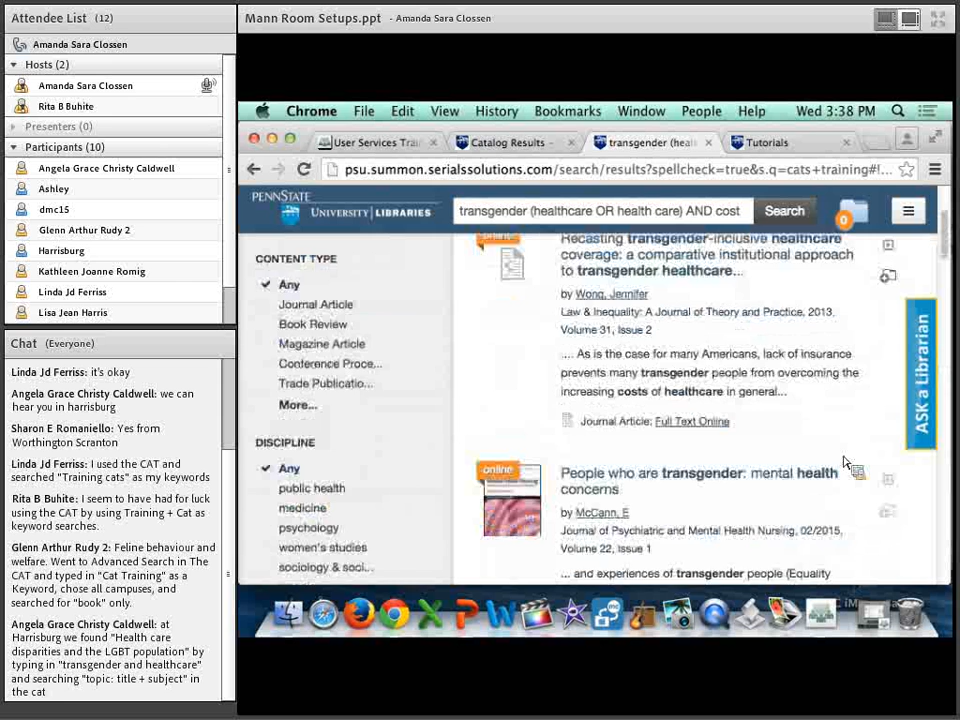 Attendee List (12)
Amanda Sara Clossen
Hosts (2)
Amanda Sara Clossen
Rita B Buhite
Presenters (0)
Participants (10)
Angela Grace Christy Caldwell
Ashley
dmc15
Glenn Arthur Rudy 2
Harrisburg
Kathleen Joanne Romig
Linda Jd Ferriss
Lisa Jean Harris
Chat (Everyone)
Linda Jd Ferriss: it's okay
Angela Grace Christy Caldwell: we can
hear you in harrisburg
Sharon E Romaniello: Yes from
Worthington Scranton
Linda Jd Ferriss: I used the CAT and
searched "Training cats" as my keywords
Rita B Buhite: I seem to have had for luck
using the CAT by using Training + Cat as
keyword searches.
Glenn Arthur Rudy 2: Feline behaviour and
welfare. Went to Advanced Search in The
CAT and typed in "Cat Training" as a
Keyword, chose all campuses, and
searched for "book" only.
Angela Grace Christy Caldwell: at
Harrisburg we found "Health care
disparities and the LGBT population" by
typing in "transgender and healthcare"
and searching "topic: title + subject" in
the cat
Mann Room Setups.ppt - Amanda Sara Clossen
Chrome File Edit View History Bookmarks Window People Help Wed 3:38 PM
User Services Trai Catalog Results - transgender (heal Tutorials
psu.summon.serialssolutions.com/search/results?spellcheck=true&s.q=cats+training#!...
PENNSTATE
UNIVERSITY LIBRARIES
transgender (healthcare OR health care) AND cost
Search
0
CONTENT TYPE
Any
Journal Article
Book Review
Magazine Article
Conference Proce...
Trade Publicatio...
More...
DISCIPLINE
Any
public health
medicine
psychology
women's studies
sociology & soci...
Recasting transgender-inclusive healthcare
coverage: a comparative institutional approach
to transgender healthcare...
by Wong, Jennifer
Law & Inequality: A Journal of Theory and Practice, 2013,
Volume 31, Issue 2
.... As is the case for many Americans, lack of insurance
prevents many transgender people from overcoming the
increasing costs of healthcare in general...
Journal Article: Full Text Online
online
People who are transgender: mental health
concerns
by McCann, E
Journal of Psychiatric and Mental Health Nursing, 02/2015,
Volume 22, Issue 1
... and experiences of transgender people (Equality
ASK a Librarian